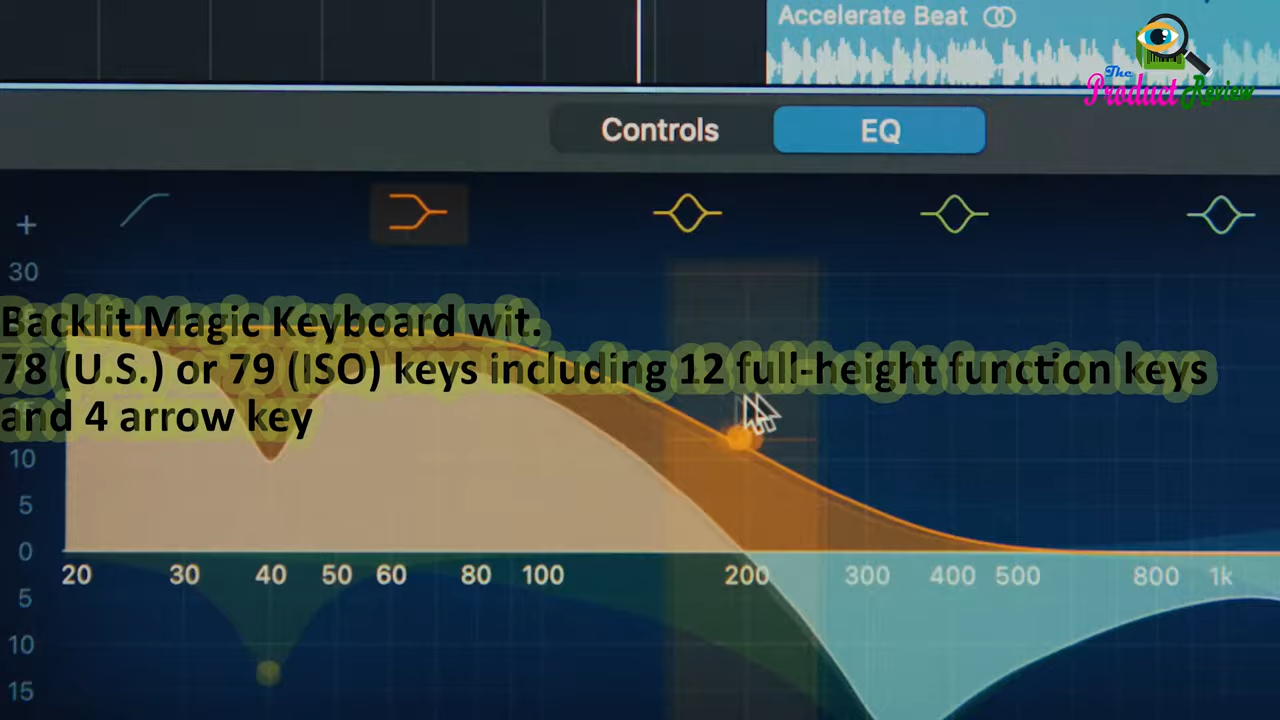 Accelerate Beat
The
Product Review
Controls
EQ
+
30
Backlit Magic Keyboard wit.
78 (U.S.) or 79 (ISO) keys including 12 full-height function keys
and 4 arrow key
10
5
0
20 30 40 50 60 80 100 200 300 400 500 800 1k
5
10
15